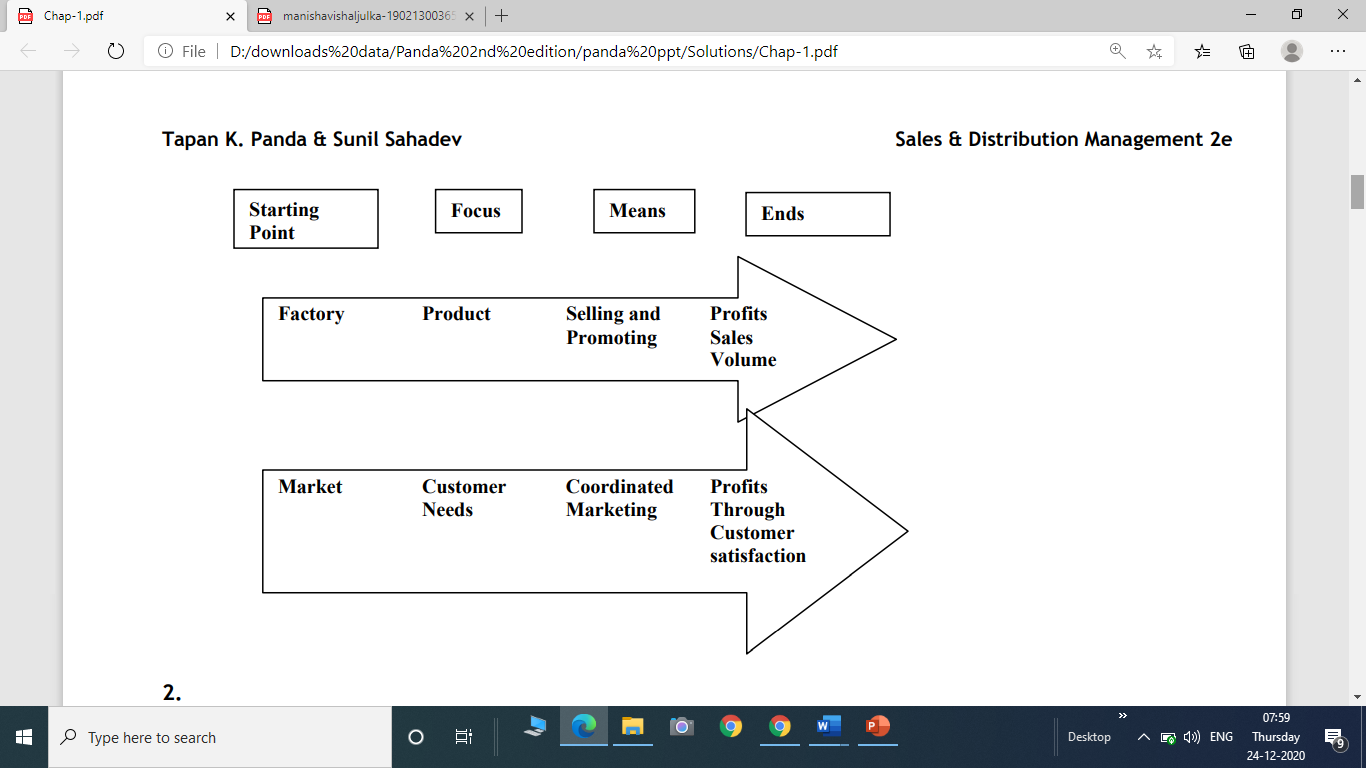 Chap-1.pdf
manishavishaljulka-19021300365
File
D:/downloads%20data/Panda%202nd%20edition/panda%20ppt/Solutions/Chap-1.pdf
Tapan K. Panda & Sunil Sahadev Sales & Distribution Management 2e
Starting
Point
Focus
Means
Ends
Factory Product Selling and Profits
Promoting Sales
Volume
Market Customer Coordinated Profits
Needs Marketing Through
Customer
satisfaction
2.
Type here to search
Desktop
ENG
07:59
Thursday
24-12-2020
9